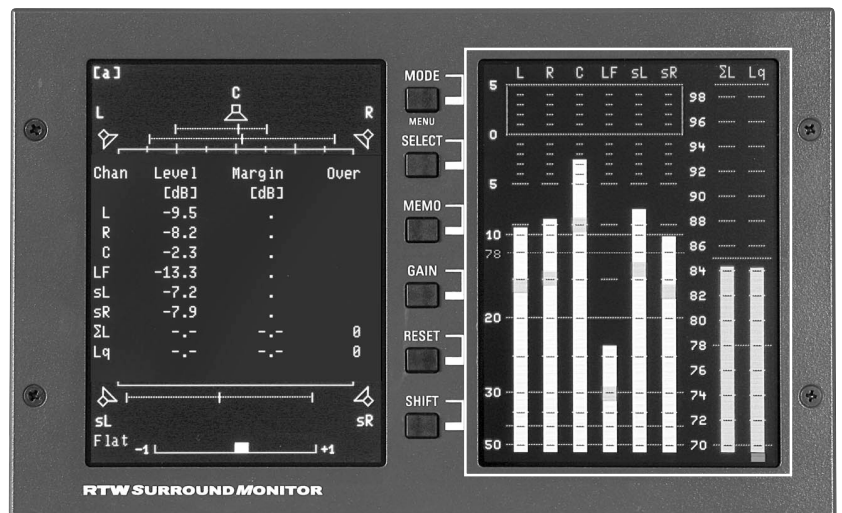 [a]
C
L R
Chan Level Margin Over
[dB] [dB]
L -9.5 .
R -8.2 .
C -2.3 .
LF -13.3 .
sL -7.2 .
sR -7.9 .
ΣL -.- -.- 0
Lq -.- -.- 0
sL sR
Flat -1 +1
RTW SURROUNDMONITOR
MODE
MENU
SELECT
MEMO
GAIN
RESET
SHIFT
L R C LF sL sR ΣL Lq
5
0
5
10
78
20
30
50
98
96
94
92
90
88
86
84
82
80
78
76
74
72
70